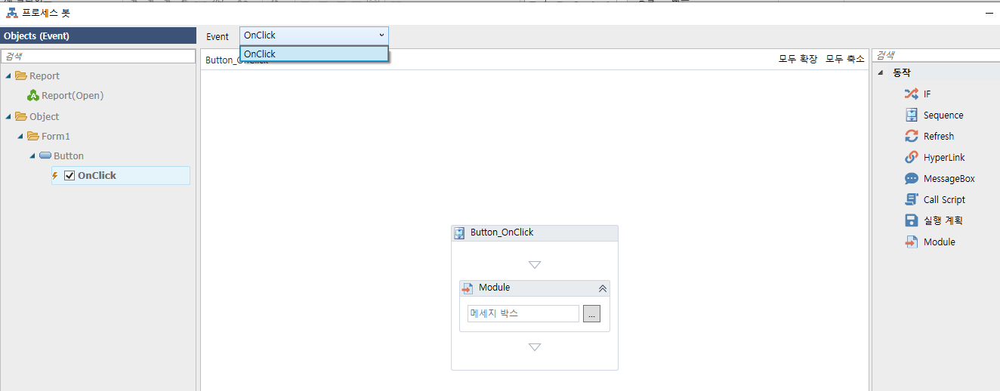 프로세스 봇
Objects (Event)
Event
OnClick
OnClick
검색
Button_OnClick
모두 확장
모두 축소
Report
Report(Open)
Object
Form1
Button
OnClick
Button_OnClick
Module
메세지 박스
...
검색
동작
IF
Sequence
Refresh
HyperLink
MessageBox
Call Script
실행 계획
Module